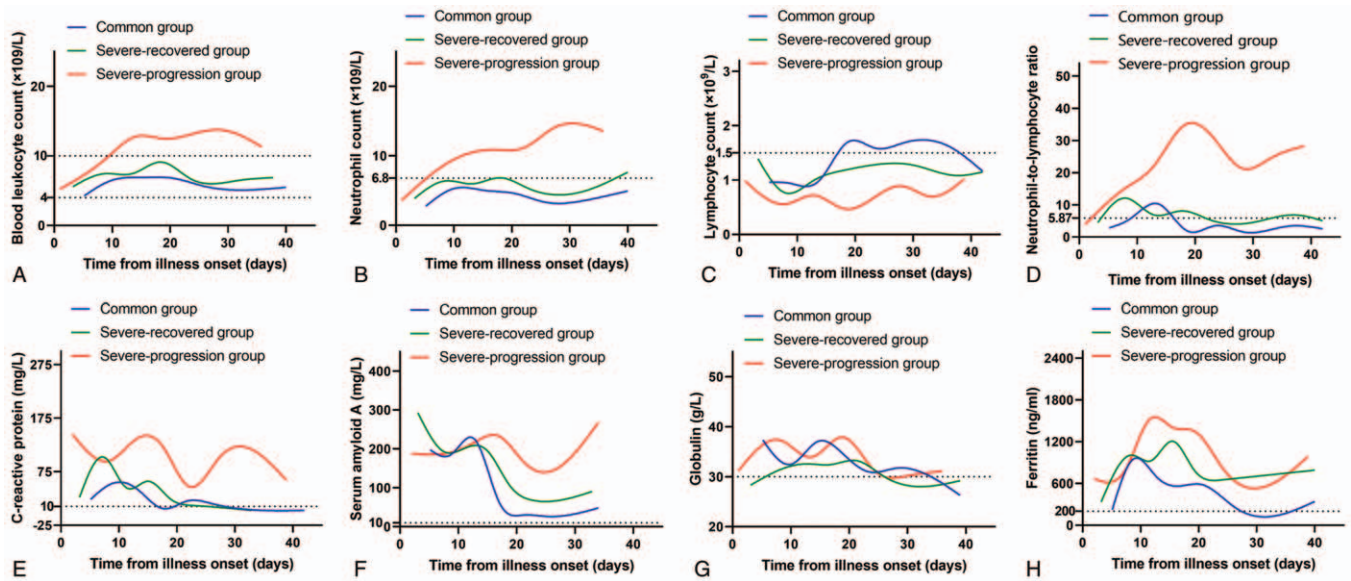 A
Common group
Severe-recovered group
Severe-progression group
Blood leukocyte count (×109/L)
20
10
4
0
0 10 20 30 40
Time from illness onset (days)
B
Common group
Severe-recovered group
Severe-progression group
Neutrophil count (×109/L)
20
10
6.8
0
0 10 20 30 40
Time from illness onset (days)
C
Common group
Severe-recovered group
Severe-progression group
Lymphocyte count (×10⁹/L)
3
2
1.5
1
0
0 10 20 30 40
Time from illness onset (days)
D
Common group
Severe-recovered group
Severe-progression group
Neutrophil-to-lymphocyte ratio
50
40
30
20
10
5.87
0
0 10 20 30 40
Time from illness onset (days)
E
Common group
Severe-recovered group
Severe-progression group
C-reactive protein (mg/L)
275
175
75
10
-25
0 10 20 30 40
Time from illness onset (days)
F
Common group
Severe-recovered group
Severe-progression group
Serum amyloid A (mg/L)
400
300
200
100
10
0
0 10 20 30 40
Time from illness onset (days)
G
Common group
Severe-recovered group
Severe-progression group
Globulin (g/L)
50
40
30
20
0 10 20 30 40
Time from illness onset (days)
H
Common group
Severe-recovered group
Severe-progression group
Ferritin (ng/ml)
2400
1800
1200
600
200
0
0 10 20 30 40
Time from illness onset (days)